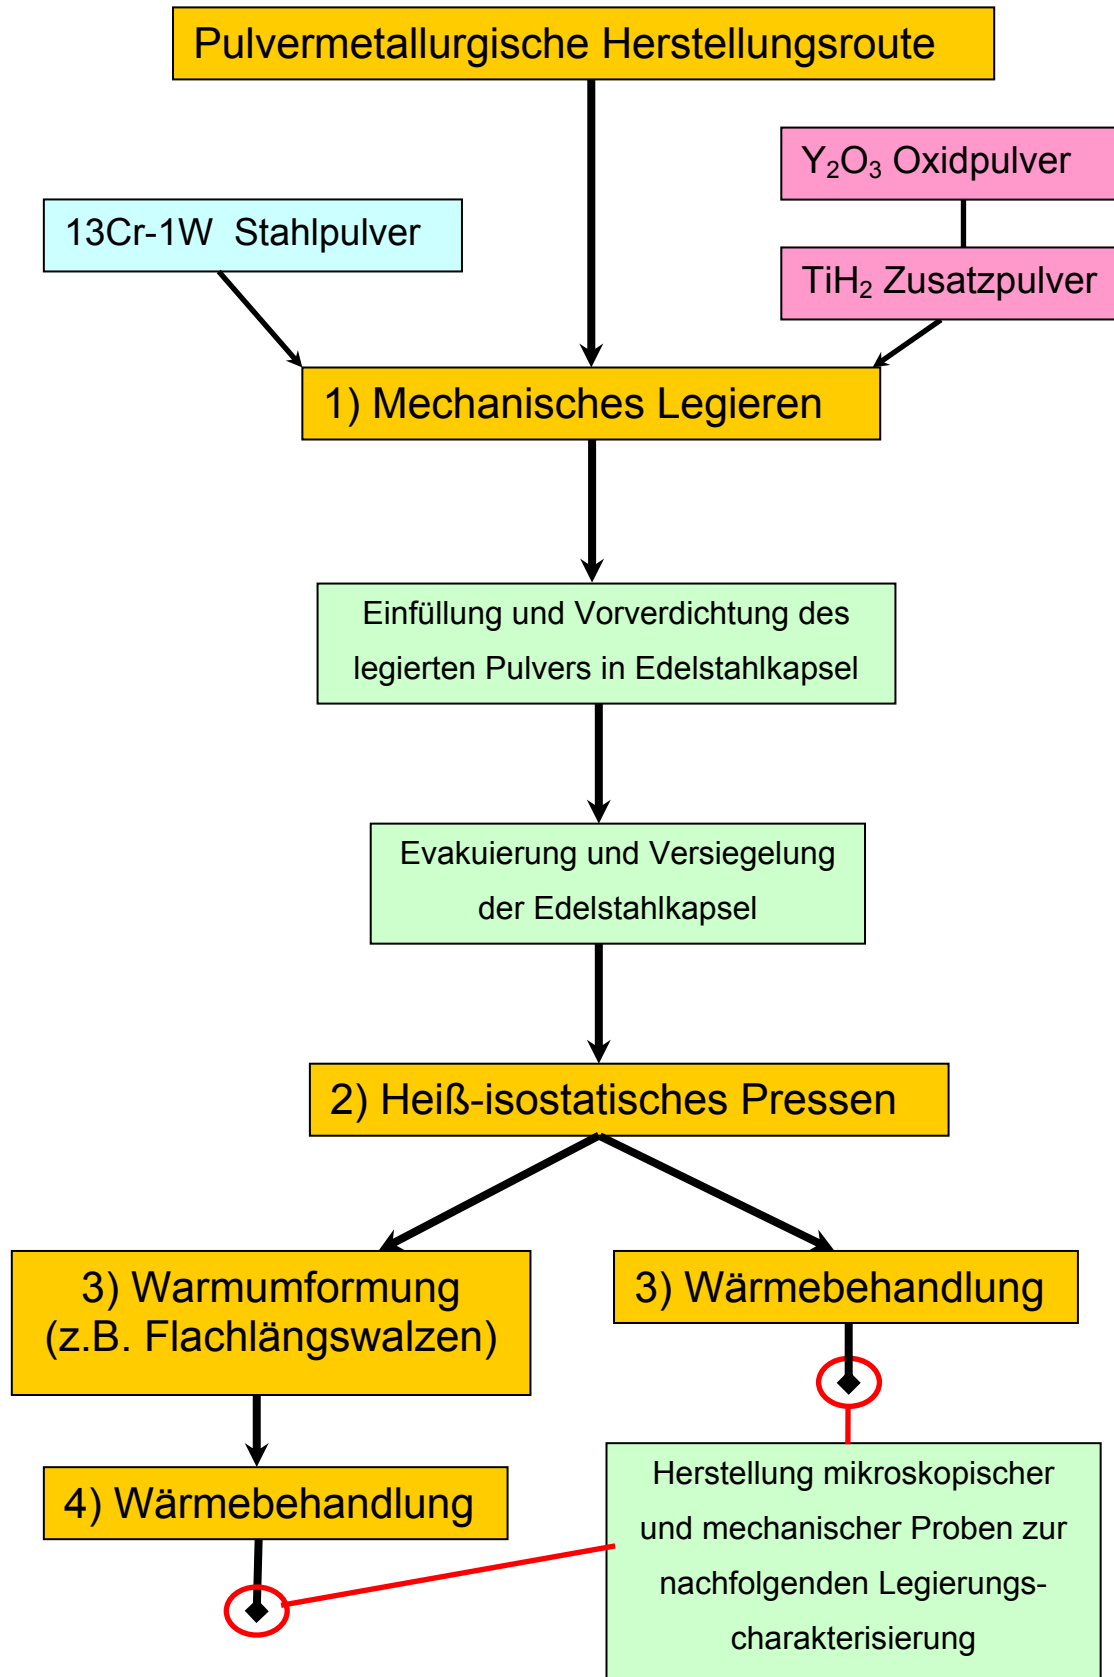 Pulvermetallurgische Herstellungsroute
Y₂O₃ Oxidpulver
13Cr-1W Stahlpulver
TiH₂ Zusatzpulver
1) Mechanisches Legieren
Einfüllung und Vorverdichtung des
legierten Pulvers in Edelstahlkapsel
Evakuierung und Versiegelung
der Edelstahlkapsel
2) Heiß-isostatisches Pressen
3) Warmumformung
(z.B. Flachlängswalzen)
3) Wärmebehandlung
4) Wärmebehandlung
Herstellung mikroskopischer
und mechanischer Proben zur
nachfolgenden Legierungs-
charakterisierung